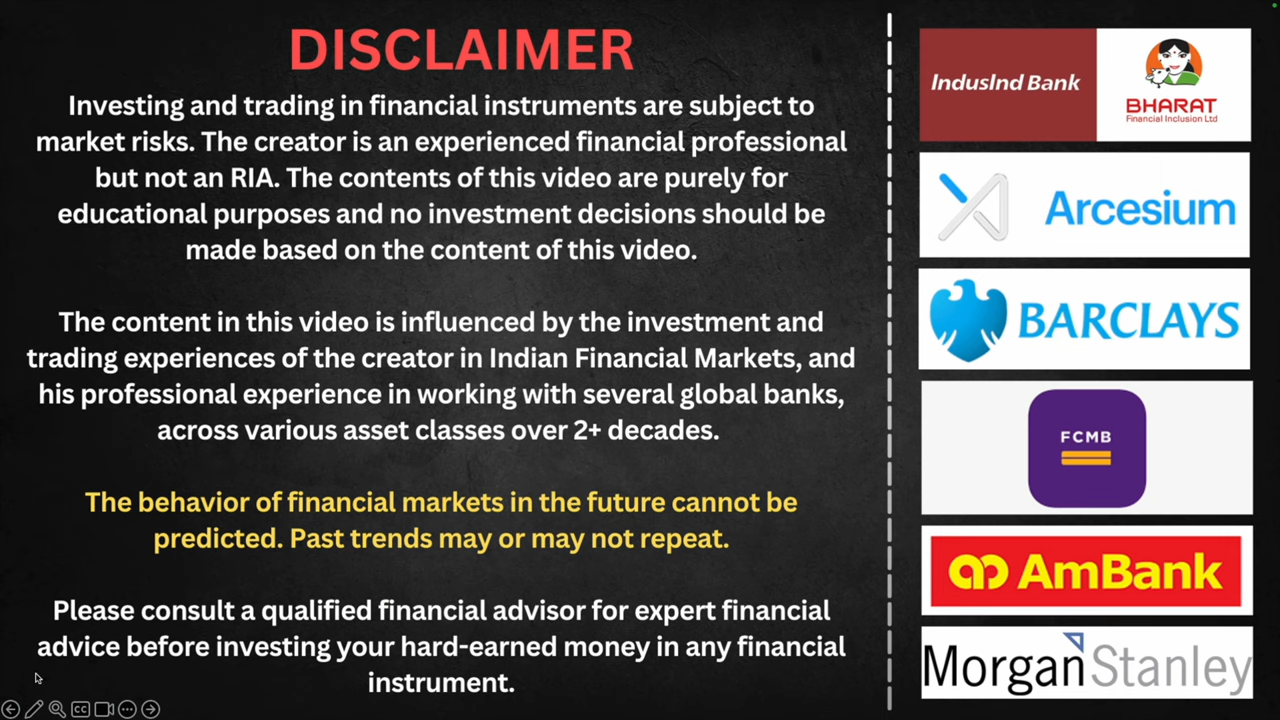 DISCLAIMER
Investing and trading in financial instruments are subject to
market risks. The creator is an experienced financial professional
but not an RIA. The contents of this video are purely for
educational purposes and no investment decisions should be
made based on the content of this video.
The content in this video is influenced by the investment and
trading experiences of the creator in Indian Financial Markets, and
his professional experience in working with several global banks,
across various asset classes over 2+ decades.
The behavior of financial markets in the future cannot be
predicted. Past trends may or may not repeat.
Please consult a qualified financial advisor for expert financial
advice before investing your hard-earned money in any financial
instrument.
IndusInd Bank
BHARAT
Financial Inclusion Ltd
Arcesium
BARCLAYS
FCMB
AmBank
Morgan Stanley
CC